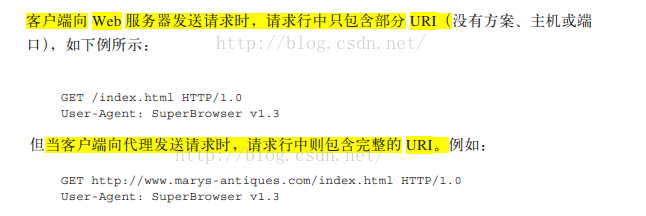 客户端向 Web 服务器发送请求时，请求行中只包含部分 URI（没有方案、主机或端
口），如下例所示：
http://blog.csdn.net/
GET /index.html HTTP/1.0
User-Agent: SuperBrowser v1.3
但当客户端向代理发送请求时，请求行中则包含完整的 URI。例如：
http://blog.csdn.net/
GET http://www.marys-antiques.com/index.html HTTP/1.0
User-Agent: SuperBrowser v1.3